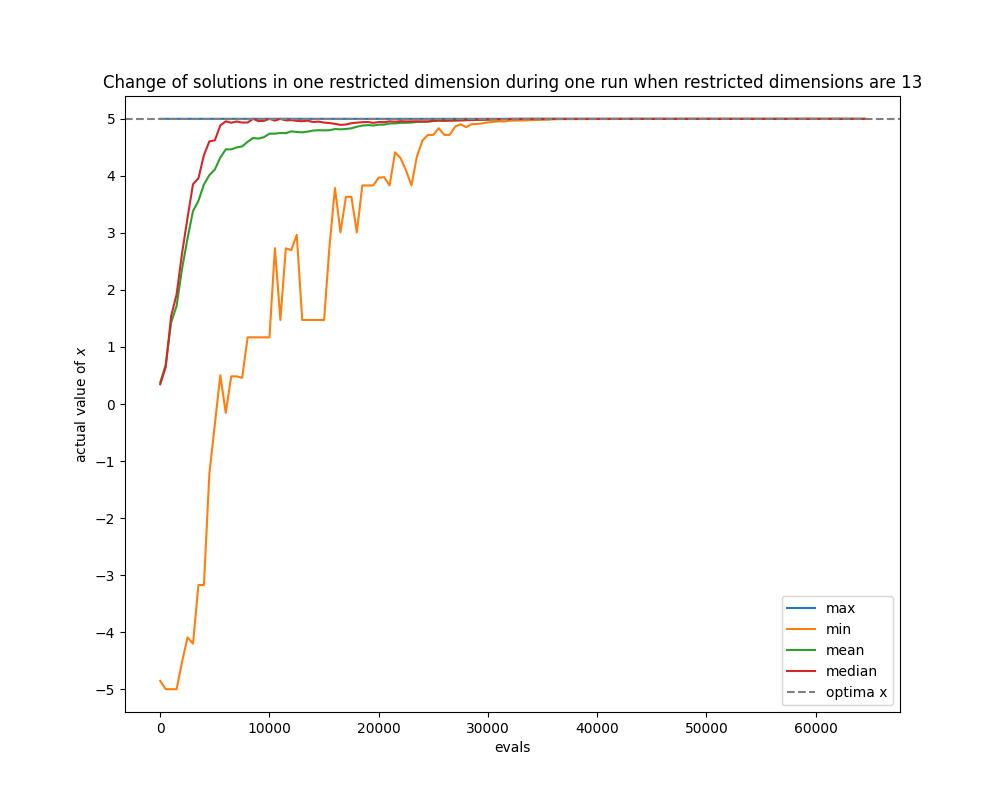 Change of solutions in one restricted dimension during one run when restricted dimensions are 13
5
4
3
2
1
0
−1
−2
−3
−4
−5
actual value of x
0 10000 20000 30000 40000 50000 60000
evals
max
min
mean
median
optima x